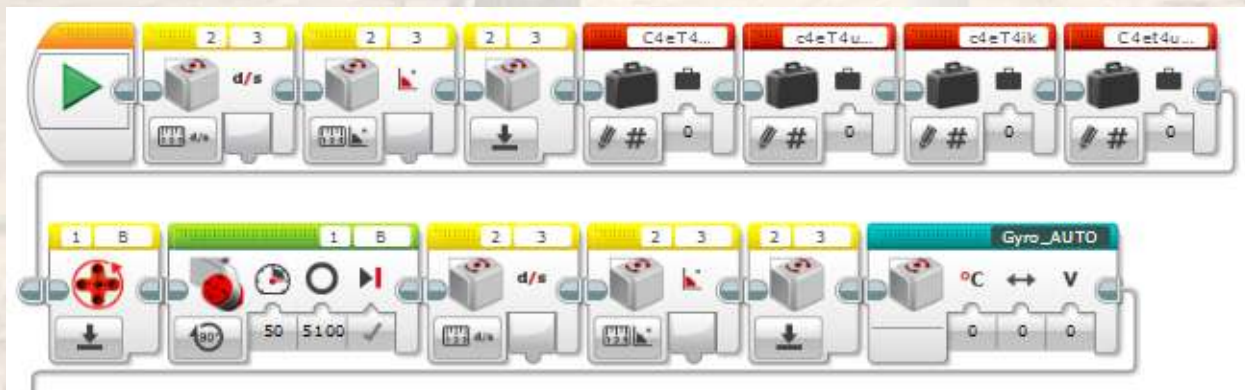 2 3 2 3 2 3 C4eT4... c4eT4u... c4eT4ik C4et4u...
d/s
d/s # 0 # 0 # 0 # 0
1 B 1 B 2 3 2 3 2 3 Gyro_AUTO
d/s °C V
50 5100 d/s 0 0 0